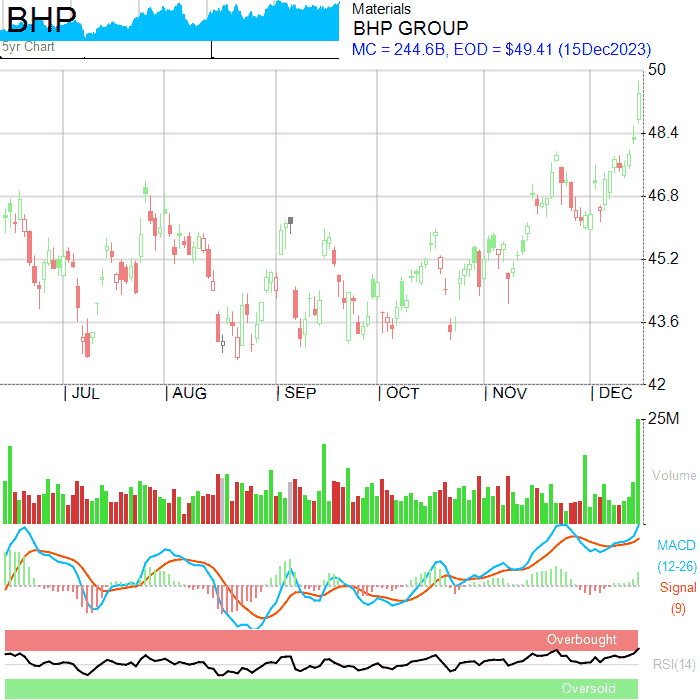 BHP
5yr Chart
Materials
BHP GROUP
MC = 244.6B, EOD = $49.41 (15Dec2023)
50
48.4
46.8
45.2
43.6
42
| JUL | AUG | SEP | OCT | NOV | DEC
25M
Volume
MACD
(12-26)
Signal
(9)
Overbought
RSI(14)
Oversold